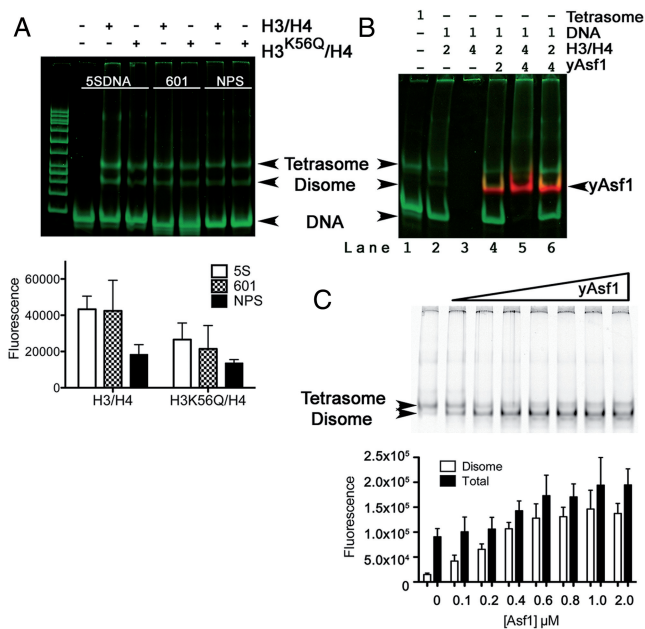 A
- + - + - + - H3/H4
- - + - + - + H3K56Q/H4
5SDNA 601 NPS
Tetrasome
Disome
DNA
Fluorescence
60000
40000
20000
0
5S
601
NPS
H3/H4 H3K56Q/H4
B
1 - - - - - Tetrasome
- 1 1 1 1 1 DNA
- 2 4 2 4 2 H3/H4
- - - 2 4 4 yAsf1
yAsf1
Lane 1 2 3 4 5 6
C
yAsf1
Tetrasome
Disome
Fluorescence
2.5x10⁵
2.0x10⁵
1.5x10⁵
1.0x10⁵
5.0x10⁴
0
Disome
Total
0 0.1 0.2 0.4 0.6 0.8 1.0 2.0
[Asf1] µM